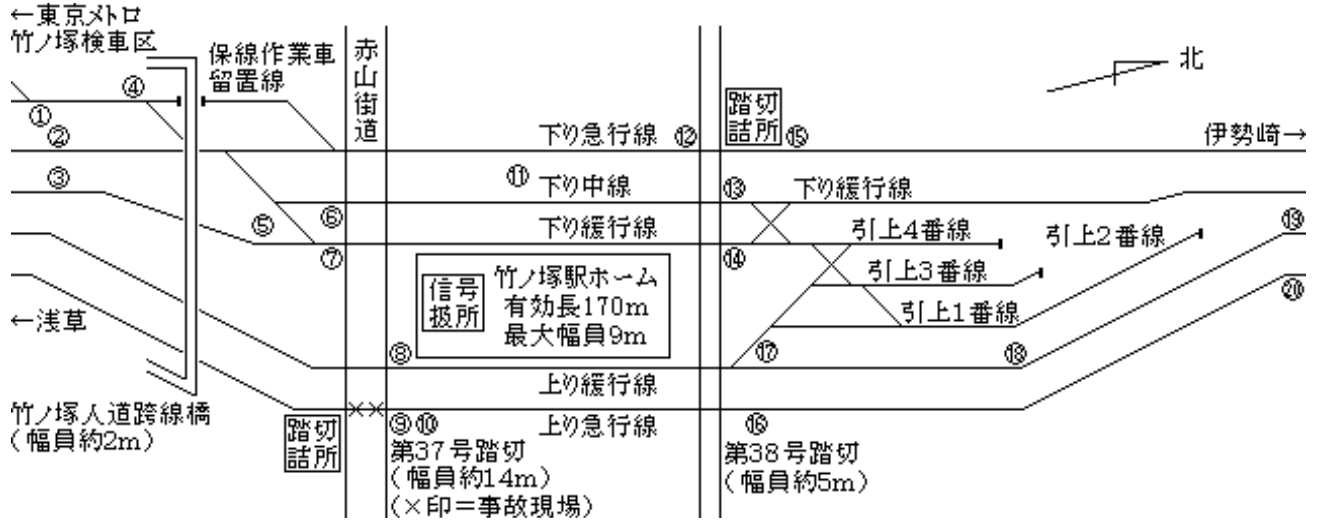 ←東京メトロ
竹ノ塚検車区
保線作業車
留置線
赤山街道
北
踏切
詰所
伊勢崎→
①
②
③
④
⑤
⑥
⑦
⑧
⑨⑩
⑪
⑫
⑬
⑭
⑮
⑯
⑰
⑱
⑲
⑳
下り急行線
下り中線
下り緩行線
下り緩行線
引上4番線
引上2番線
引上3番線
引上1番線
信号
扱所
竹ノ塚駅ホーム
有効長170m
最大幅員9m
←浅草
上り緩行線
上り急行線
竹ノ塚人道跨線橋
(幅員約2m)
踏切
詰所
××
第37号踏切
(幅員約14m)
(×印=事故現場)
第38号踏切
(幅員約5m)